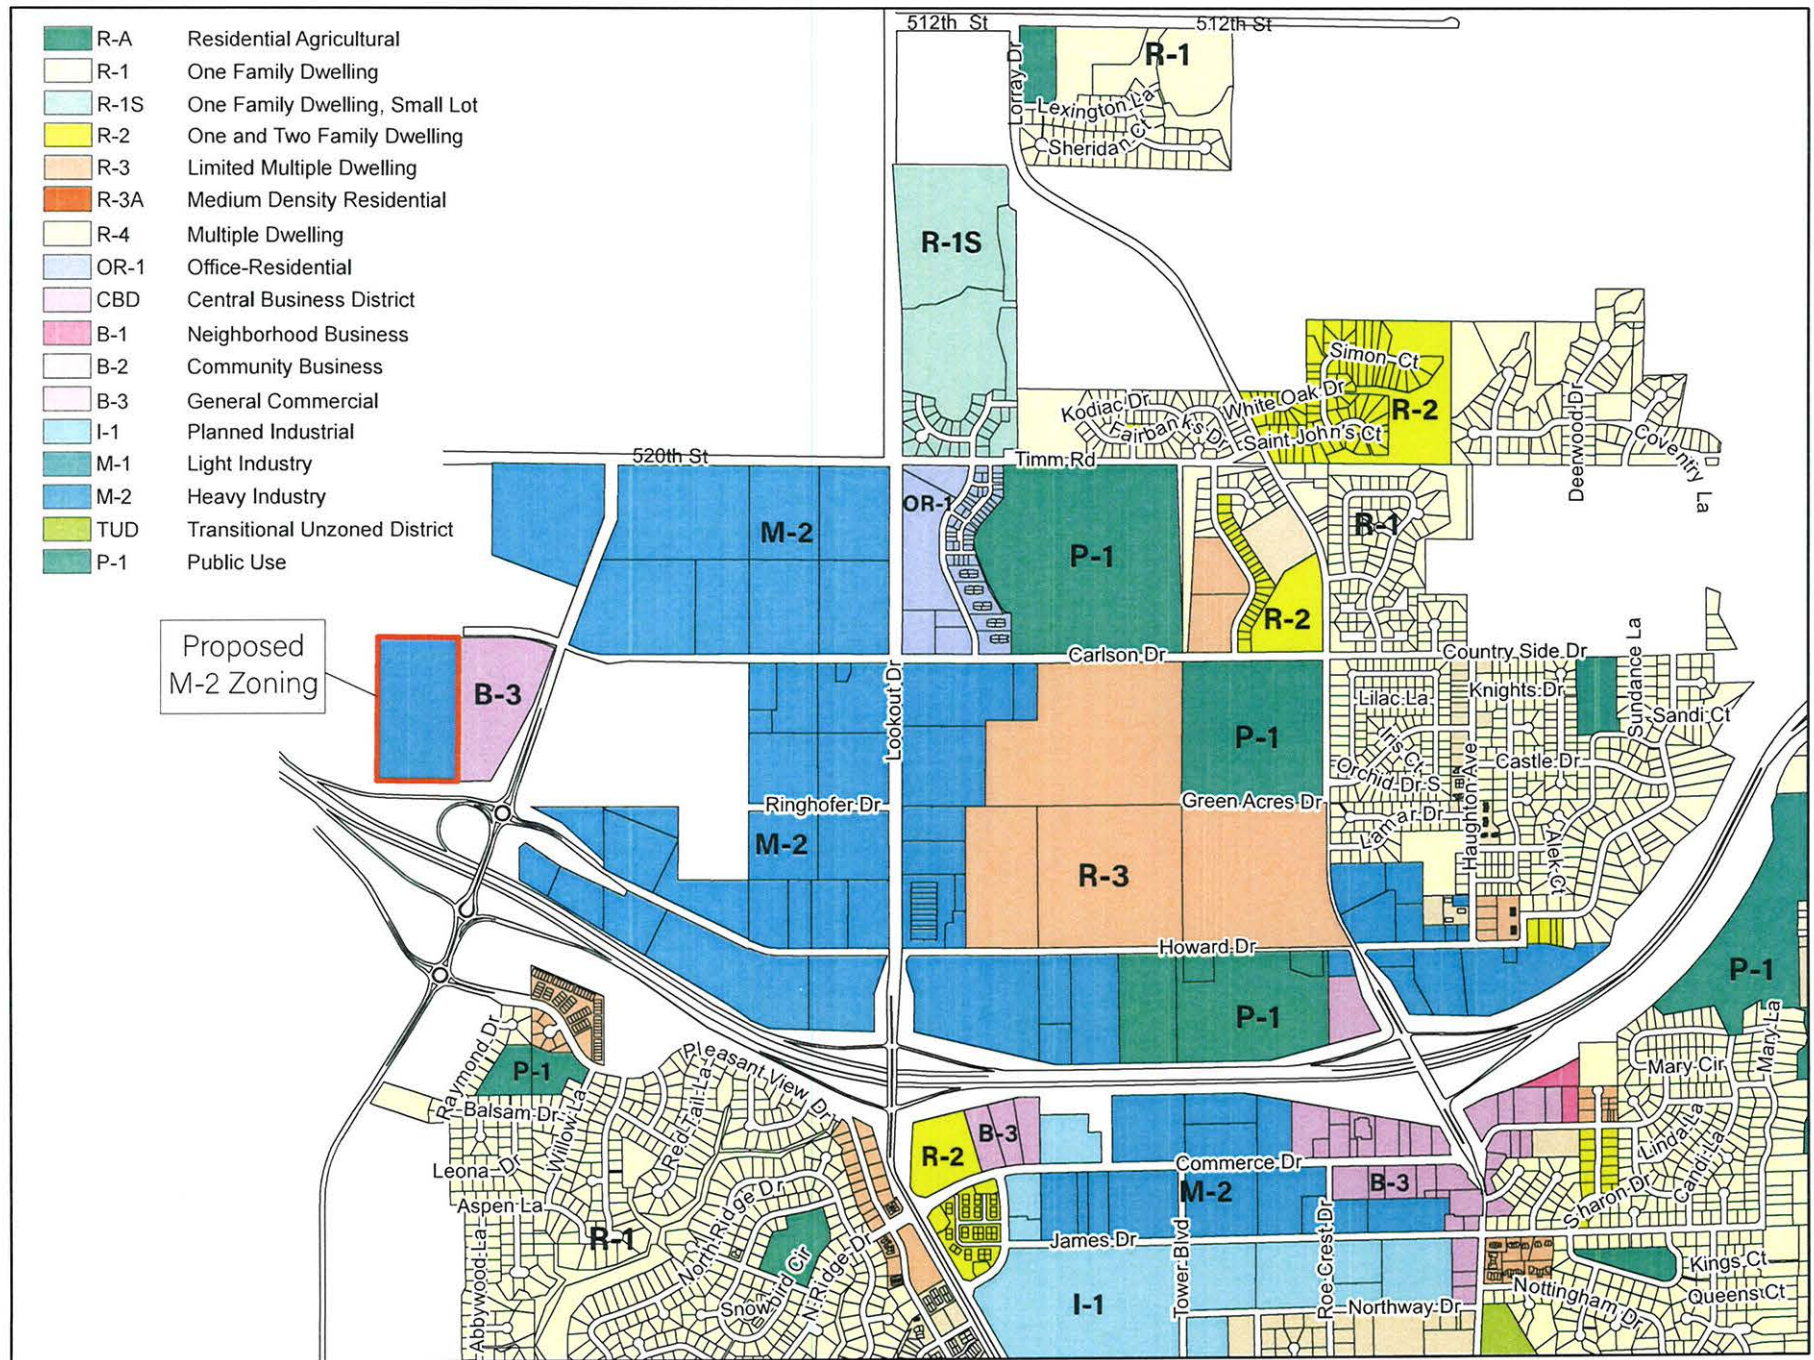 R-A Residential Agricultural
R-1 One Family Dwelling
R-1S One Family Dwelling, Small Lot
R-2 One and Two Family Dwelling
R-3 Limited Multiple Dwelling
R-3A Medium Density Residential
R-4 Multiple Dwelling
OR-1 Office-Residential
CBD Central Business District
B-1 Neighborhood Business
B-2 Community Business
B-3 General Commercial
I-1 Planned Industrial
M-1 Light Industry
M-2 Heavy Industry
TUD Transitional Unzoned District
P-1 Public Use
512th St
512th St
Lorray Dr
R-1
Lexington La
Sheridan Ct
R-1S
Simon Ct
Kodiac Dr
White Oak Dr
R-2
Fairbanks Dr
Saint John's Ct
Deerwood Dr
Coventry La
520th St
Timm Rd
OR-1
M-2
P-1
R-1
R-2
Proposed
M-2 Zoning
B-3
Carlson Dr
Country Side Dr
Lookout Dr
Lilac La
Knights Dr
Sundance La
Sandi Ct
P-1
Iris Ct
Castle Dr
Orchid Dr S
Haughton Ave
Ringhofer Dr
Green Acres Dr
Lamar Dr
Alek Ct
M-2
R-3
Howard Dr
P-1
P-1
Raymond Dr
P-1
Pleasant View Dr
Mary La
Mary Cir
Balsam Dr
Willow La
Red Tail La
Linda La
Candi La
R-2
B-3
Leona Dr
Commerce Dr
M-2
B-3
Sharon Dr
Aspen La
R-1
North Ridge Dr
N Ridge Dr
James Dr
Tower Blvd
Roe Crest Dr
Kings Ct
Queens Ct
Nottingham Dr
Abbywood La
Snowbird Cir
I-1
Northway Dr